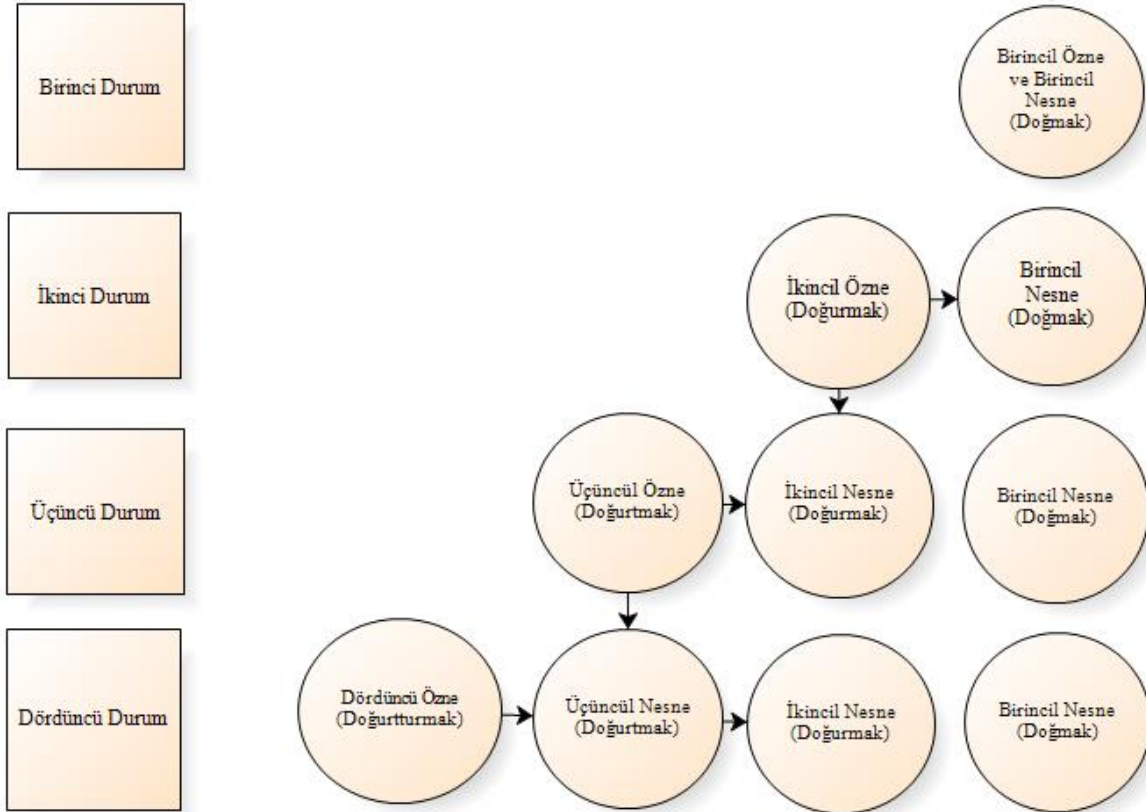 Birinci Durum
Birincil Özne
ve Birincil
Nesne
(Doğmak)
İkinci Durum
İkincil Özne
(Doğurmak)
Birincil
Nesne
(Doğmak)
Üçüncü Durum
Üçüncül Özne
(Doğurtmak)
İkincil Nesne
(Doğurmak)
Birincil Nesne
(Doğmak)
Dördüncü Durum
Dördüncü Özne
(Doğurtturmak)
Üçüncül Nesne
(Doğurtmak)
İkincil Nesne
(Doğurmak)
Birincil Nesne
(Doğmak)